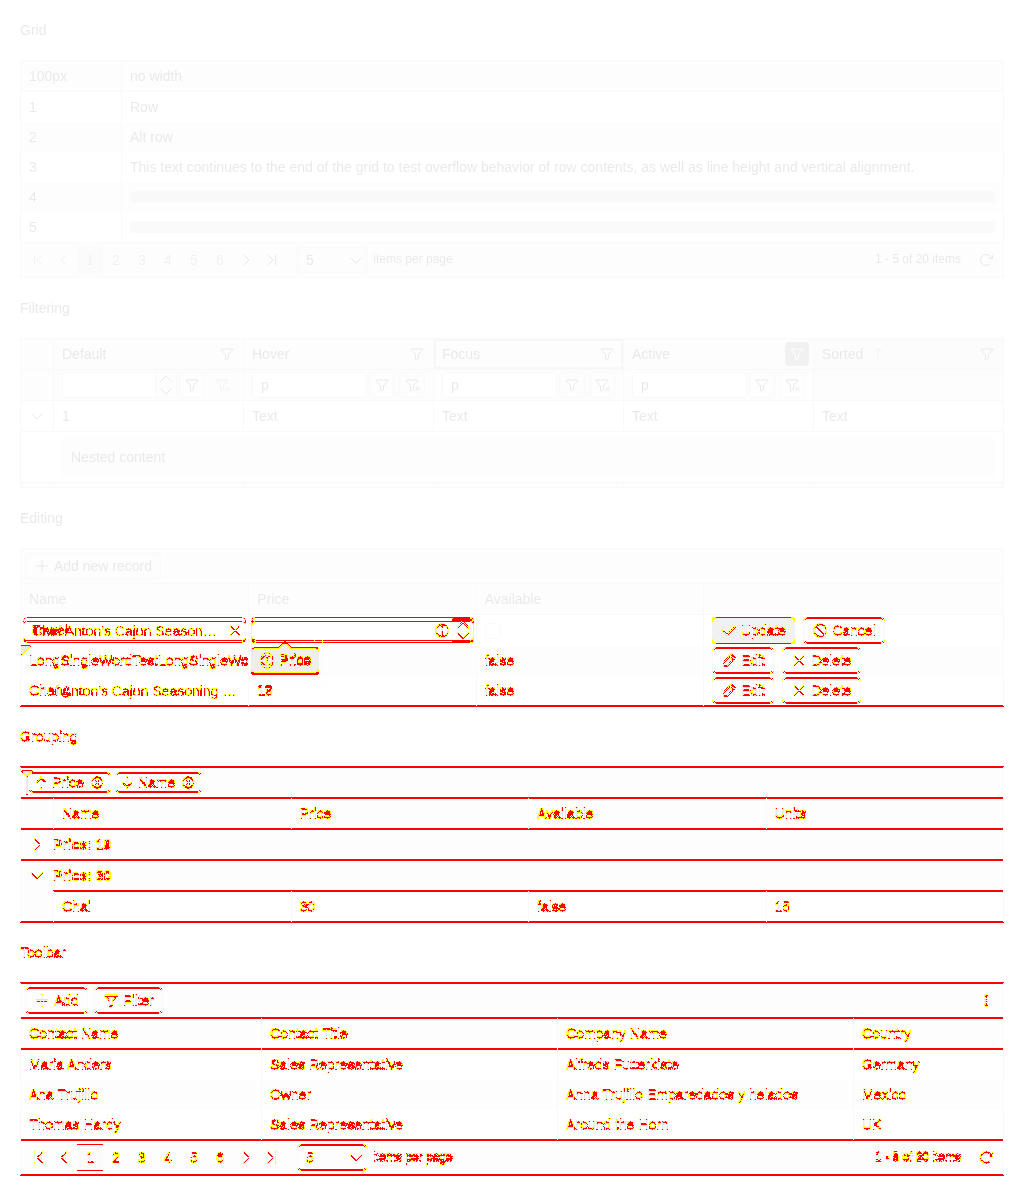 Grid
100px no width
1 Row
2 Alt row
3 This text continues to the end of the grid to test overflow behavior of row contents, as well as line height and vertical alignment.
4
5
1 2 3 4 5 6 5 items per page 1 - 5 of 20 items
Filtering
Default Hover Focus Active Sorted
p p p
1 Text Text Text Text
Nested content
Editing
Add new record
Name Price Available
Anton's Cajun Season... Update Cancel
LongSingleWordTestLongSingleWo Price false Edit Delete
Anton's Cajun Seasoning ... false Edit Delete
Grouping
Price Name
Name Price Available Units
Price:
Price: 30
Chai 30 false 15
Toolbar
Add Filter
Contact Name Contact Title Company Name Country
Maria Anders Sales Representative Alfreds Futterkiste Germany
Ana Trujillo Owner Anna Trujillo Emparedados y helados Mexico
Thomas Hardy Sales Representative Around the Horn UK
1 2 3 4 5 6 5 items per page 1 - 5 of 20 items